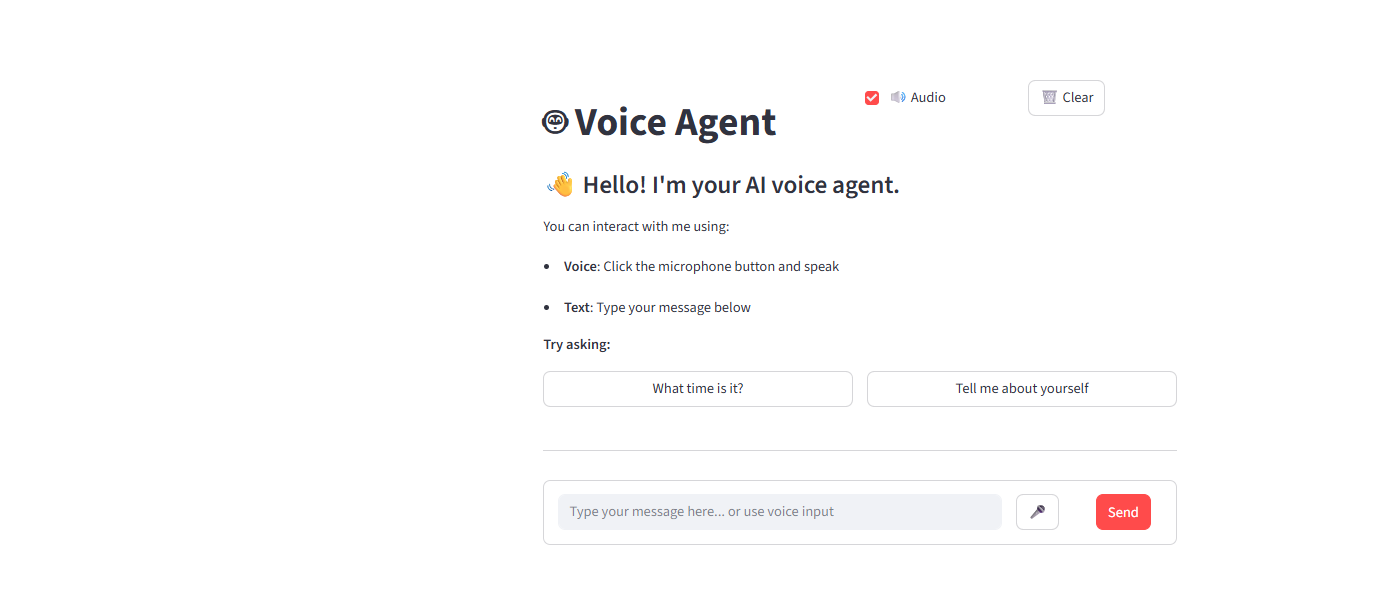 Audio
Clear
Voice Agent
Hello! I'm your AI voice agent.
You can interact with me using:
Voice: Click the microphone button and speak
Text: Type your message below
Try asking:
What time is it?
Tell me about yourself
Type your message here... or use voice input
Send